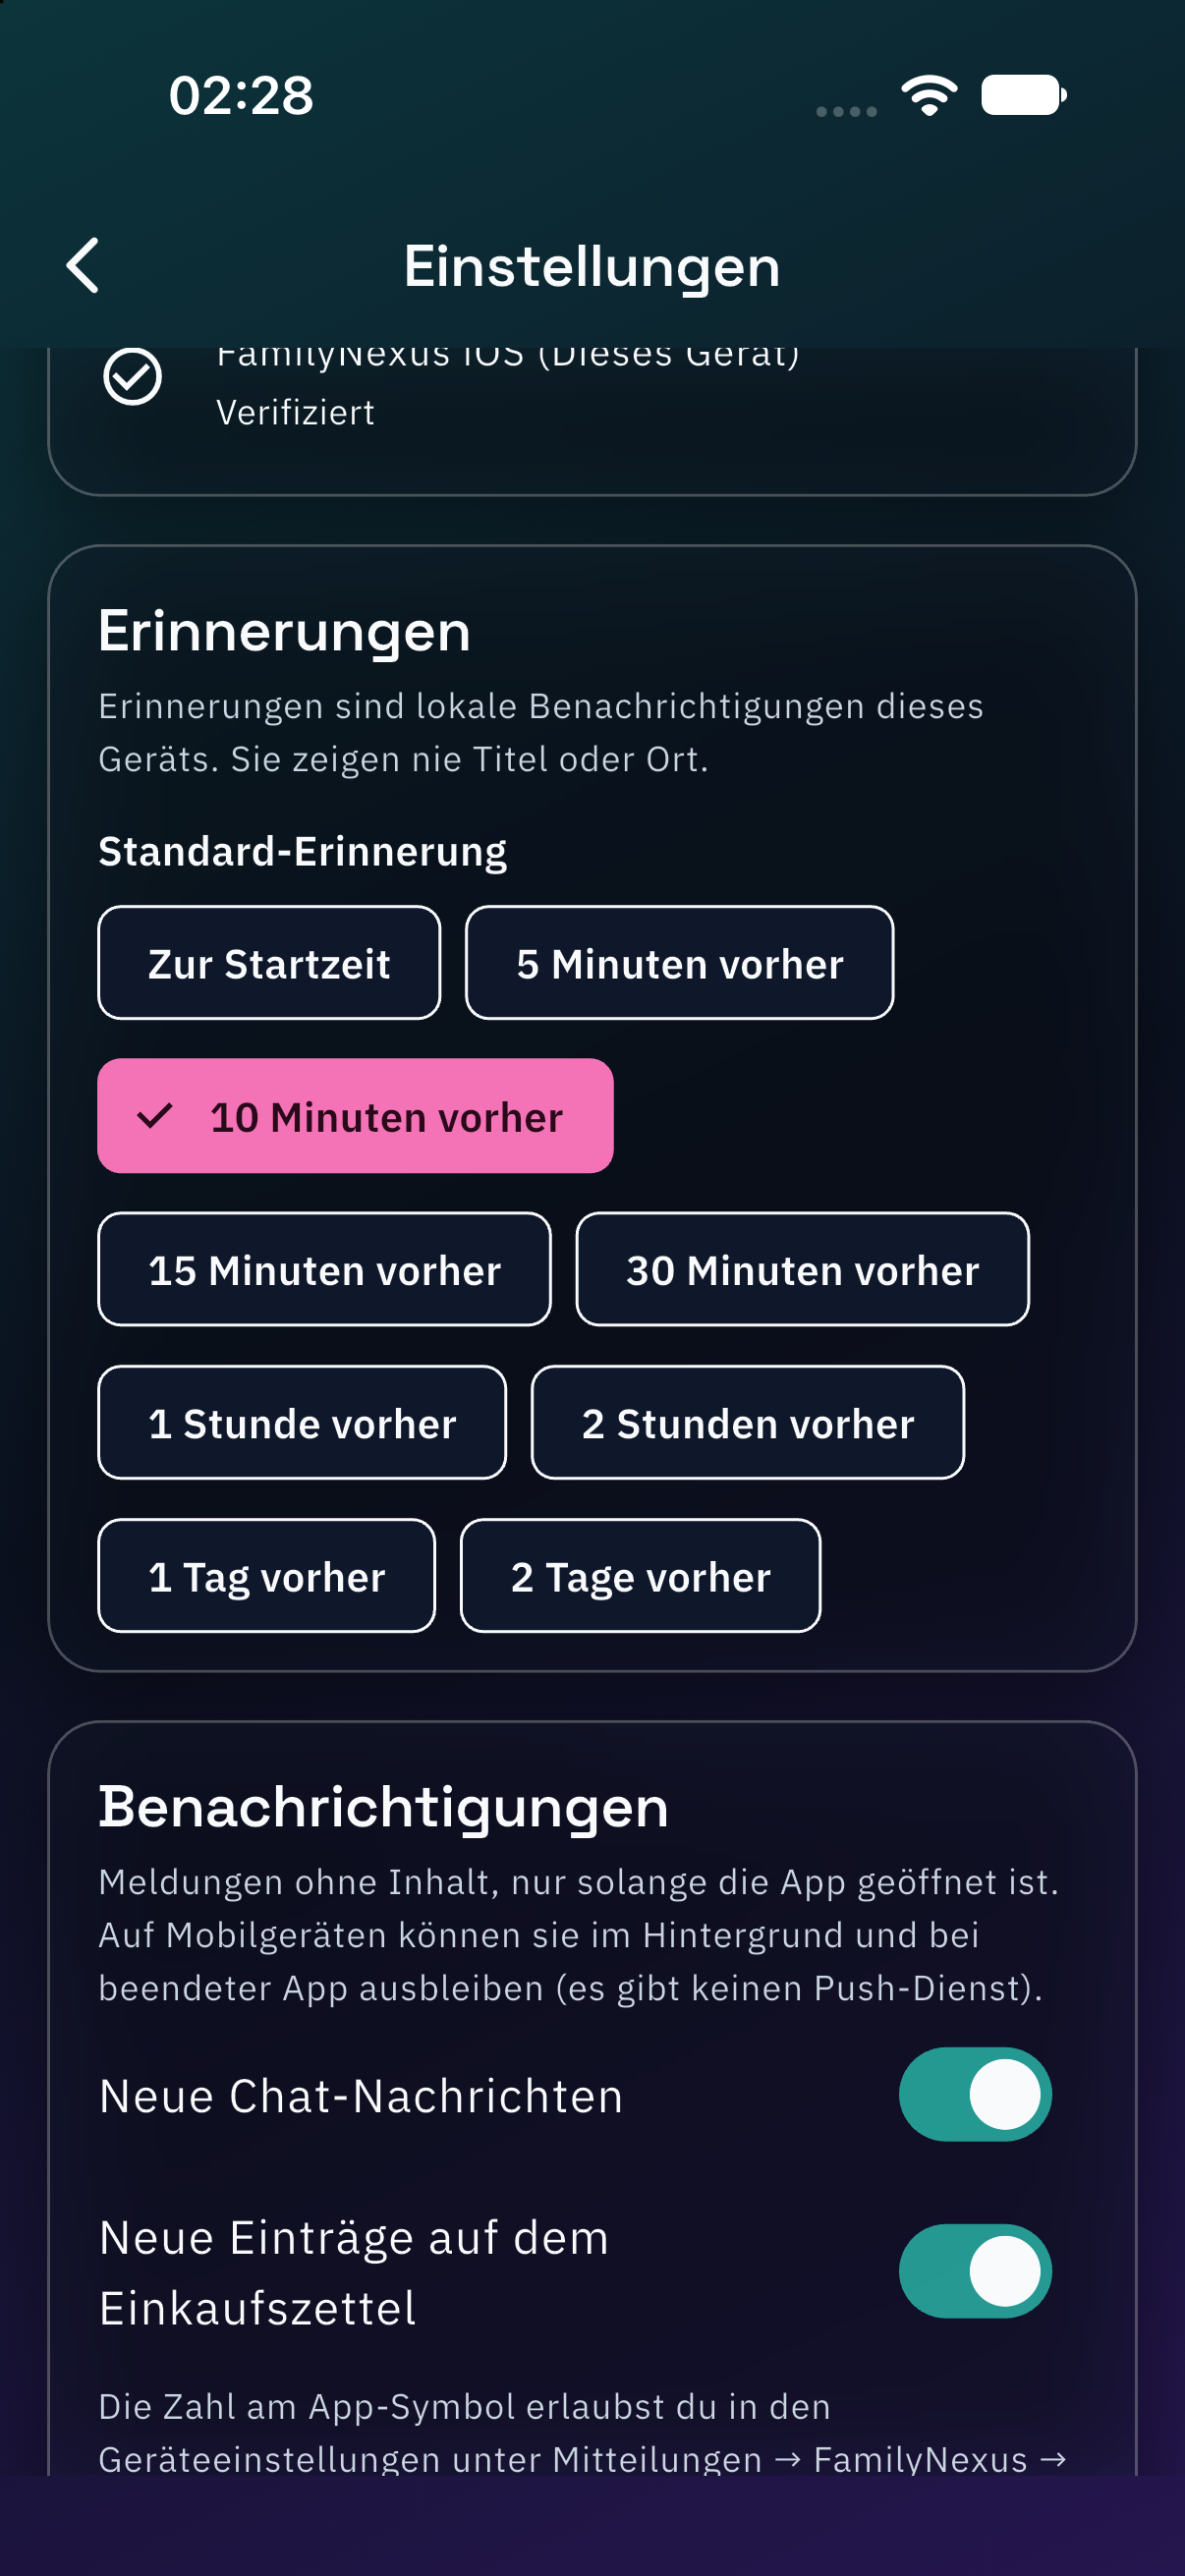 02:28
Einstellungen
FamilyNexus iOS (Dieses Gerät)
Verifiziert
Erinnerungen
Erinnerungen sind lokale Benachrichtigungen dieses
Geräts. Sie zeigen nie Titel oder Ort.
Standard-Erinnerung
Zur Startzeit
5 Minuten vorher
10 Minuten vorher
15 Minuten vorher
30 Minuten vorher
1 Stunde vorher
2 Stunden vorher
1 Tag vorher
2 Tage vorher
Benachrichtigungen
Meldungen ohne Inhalt, nur solange die App geöffnet ist.
Auf Mobilgeräten können sie im Hintergrund und bei
beendeter App ausbleiben (es gibt keinen Push-Dienst).
Neue Chat-Nachrichten
Neue Einträge auf dem
Einkaufszettel
Die Zahl am App-Symbol erlaubst du in den
Geräteeinstellungen unter Mitteilungen → FamilyNexus →